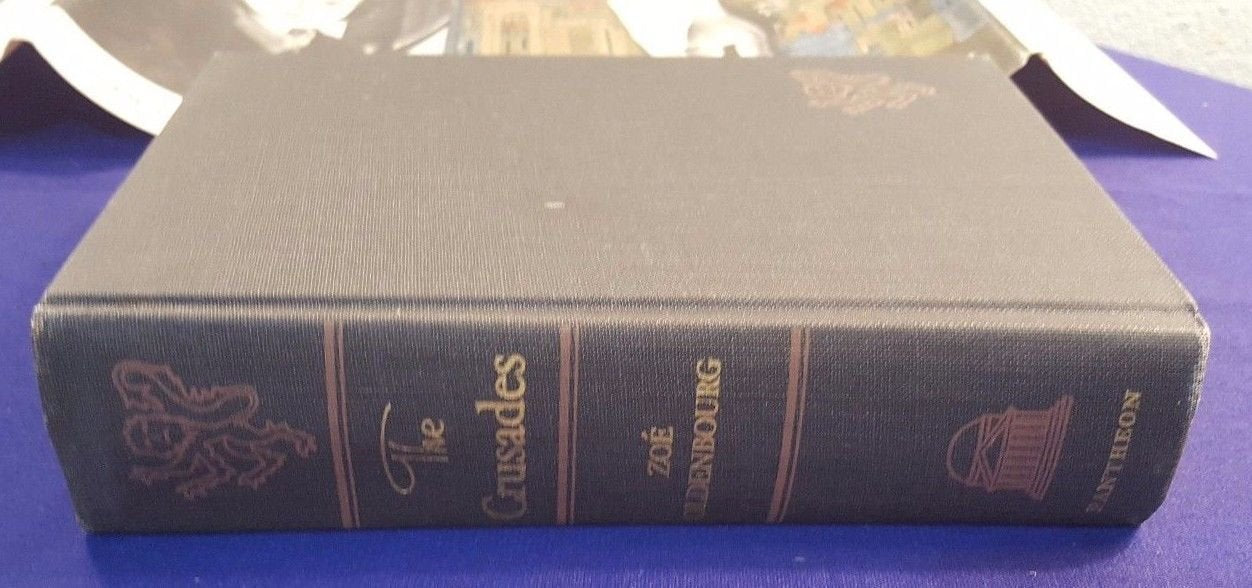 The
Crusades
ZOÉ
OLDENBOURG
PANTHEON